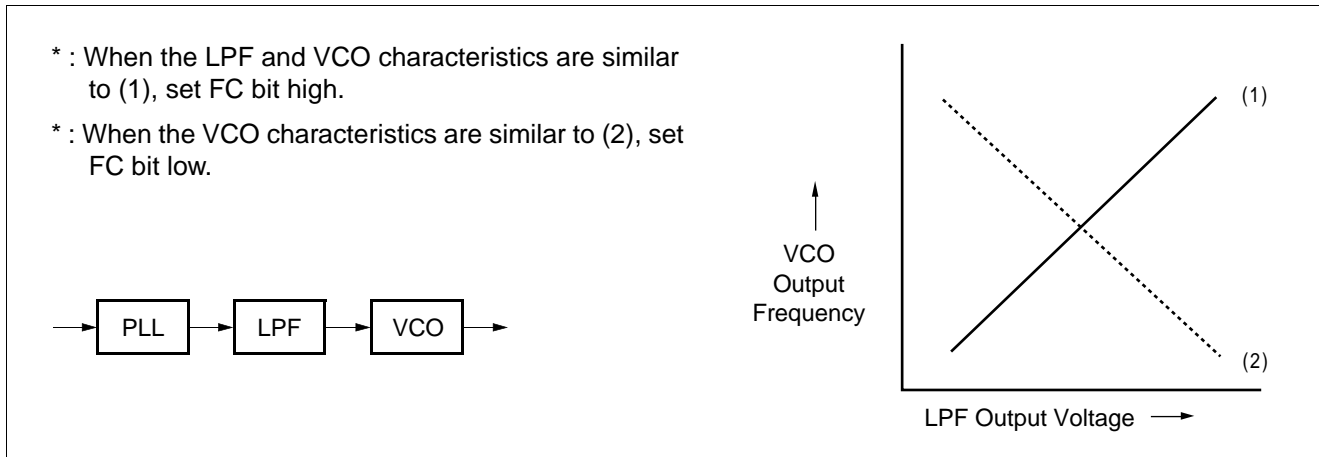 * : When the LPF and VCO characteristics are similar
to (1), set FC bit high.
* : When the VCO characteristics are similar to (2), set
FC bit low.
PLL
LPF
VCO
VCO
Output
Frequency
(1)
(2)
LPF Output Voltage